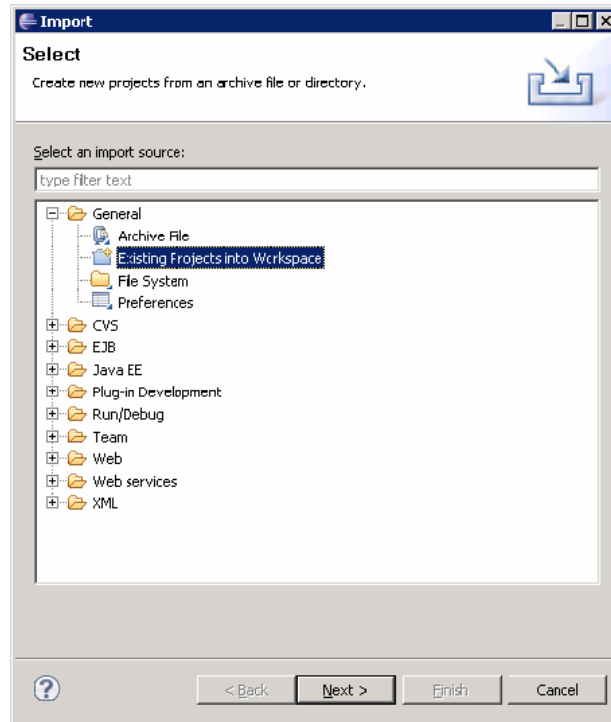 Import
Select
Create new projects from an archive file or directory.
Select an import source:
type filter text
General
Archive File
Existing Projects into Workspace
File System
Preferences
CVS
EJB
Java EE
Plug-in Development
Run/Debug
Team
Web
Web services
XML
?
< Back
Next >
Finish
Cancel